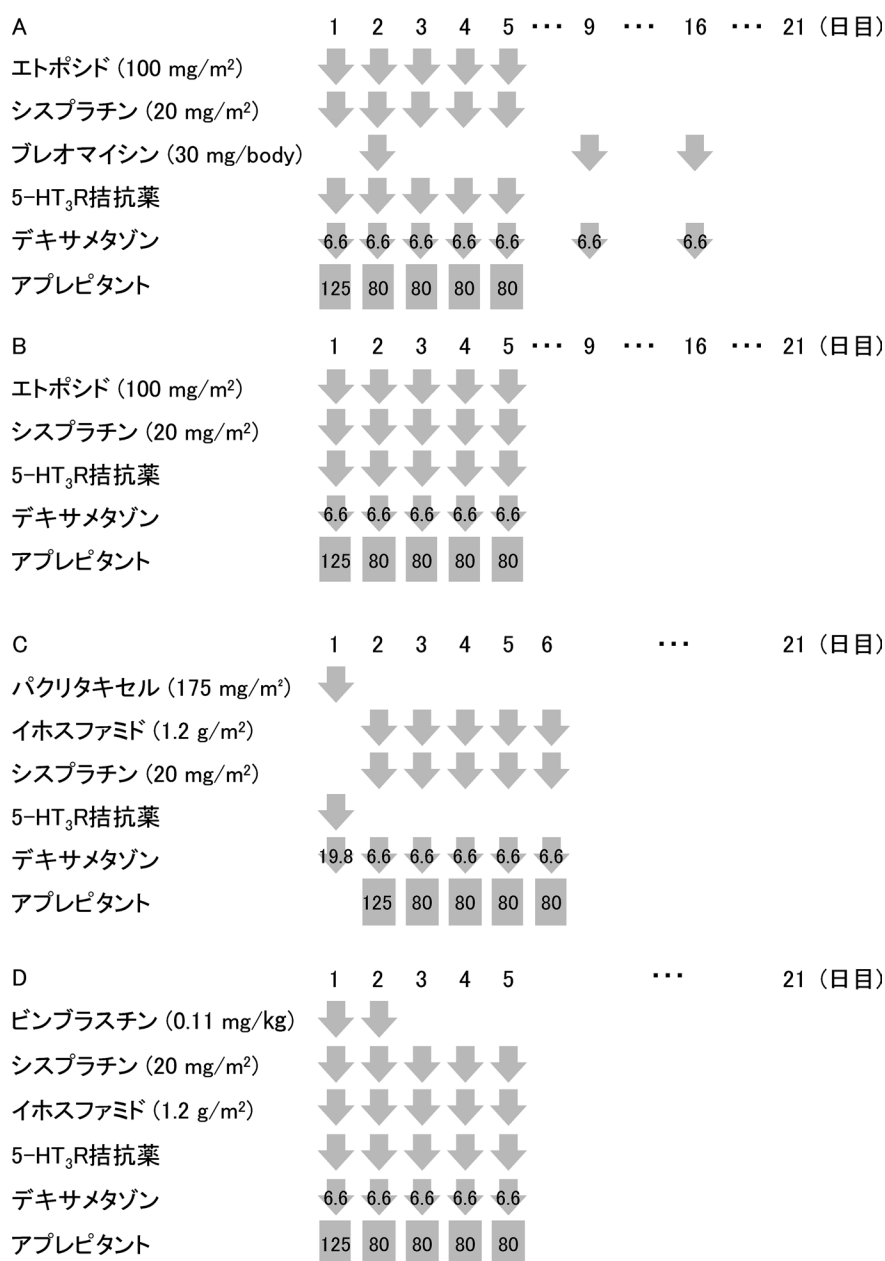 A 1 2 3 4 5 ・・・ 9 ・・・ 16 ・・・ 21 (日目)
エトポシド (100 mg/m²)
シスプラチン (20 mg/m²)
ブレオマイシン (30 mg/body)
5-HT₃R拮抗薬
デキサメタゾン 6.6 6.6 6.6 6.6 6.6 6.6 6.6
アプレピタント 125 80 80 80 80
B 1 2 3 4 5 ・・・ 9 ・・・ 16 ・・・ 21 (日目)
エトポシド (100 mg/m²)
シスプラチン (20 mg/m²)
5-HT₃R拮抗薬
デキサメタゾン 6.6 6.6 6.6 6.6 6.6
アプレピタント 125 80 80 80 80
C 1 2 3 4 5 6 ・・・ 21 (日目)
パクリタキセル (175 mg/m²)
イホスファミド (1.2 g/m²)
シスプラチン (20 mg/m²)
5-HT₃R拮抗薬
デキサメタゾン 19.8 6.6 6.6 6.6 6.6 6.6
アプレピタント 125 80 80 80 80
D 1 2 3 4 5 ・・・ 21 (日目)
ビンブラスチン (0.11 mg/kg)
シスプラチン (20 mg/m²)
イホスファミド (1.2 g/m²)
5-HT₃R拮抗薬
デキサメタゾン 6.6 6.6 6.6 6.6 6.6
アプレピタント 125 80 80 80 80